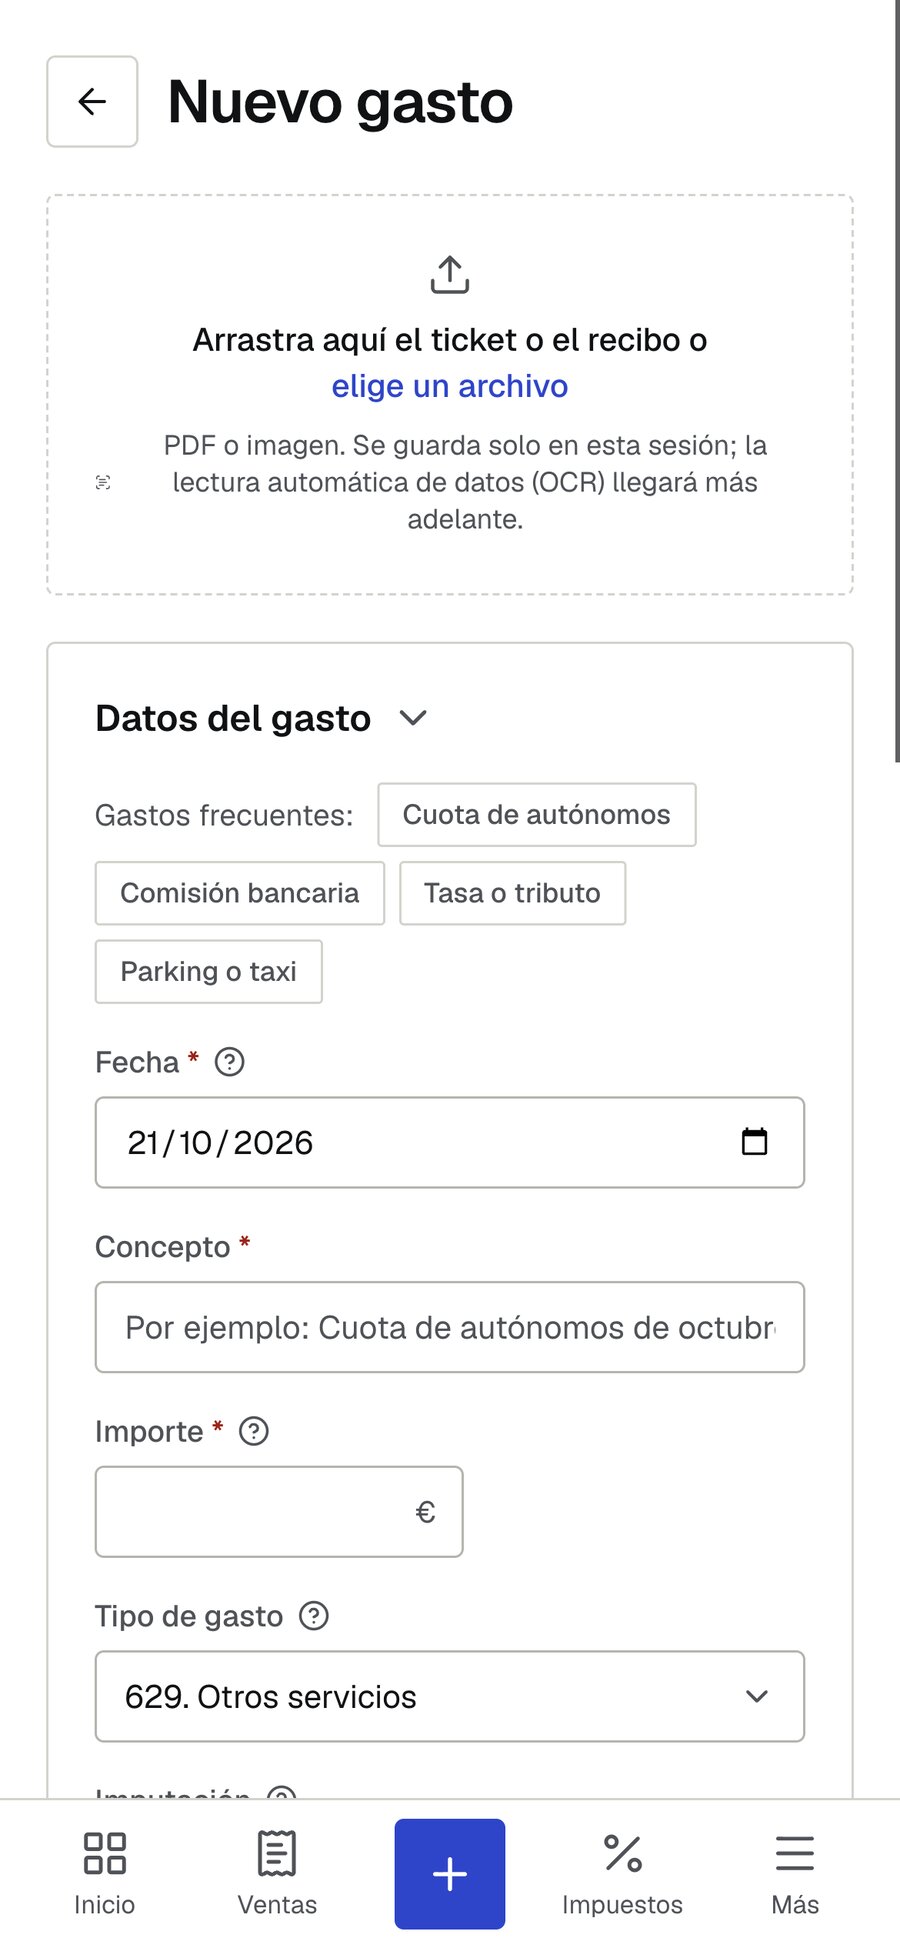 Nuevo gasto
Arrastra aquí el ticket o el recibo o
elige un archivo
PDF o imagen. Se guarda solo en esta sesión; la
lectura automática de datos (OCR) llegará más
adelante.
Datos del gasto
Gastos frecuentes: Cuota de autónomos
Comisión bancaria Tasa o tributo
Parking o taxi
Fecha *
21/10/2026
Concepto *
Por ejemplo: Cuota de autónomos de octubr
Importe *
€
Tipo de gasto
629. Otros servicios
Imputación
Inicio Ventas Impuestos Más